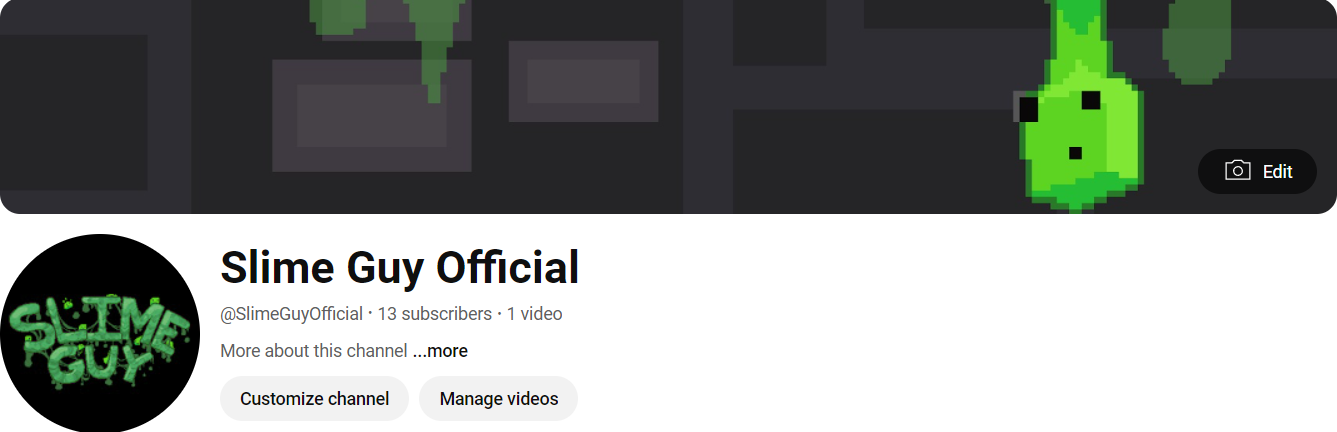 Edit
SLIME
GUY
Slime Guy Official
@SlimeGuyOfficial · 13 subscribers · 1 video
More about this channel ...more
Customize channel
Manage videos